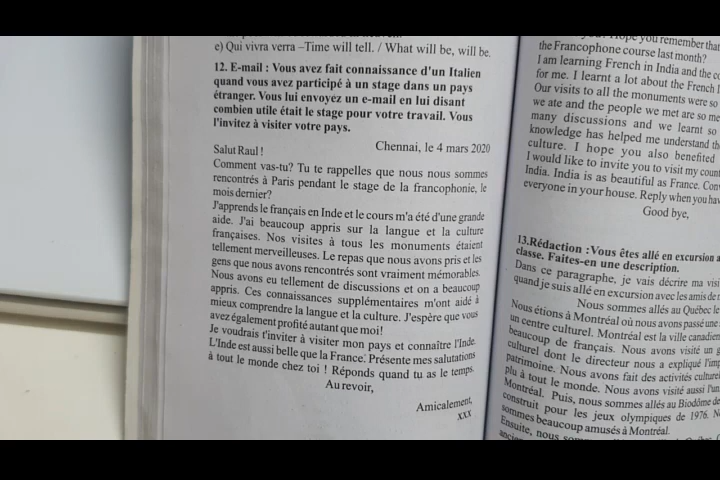 e) Qui vivra verra –Time will tell. / What will be, will be.
12. E-mail : Vous avez fait connaissance d'un Italien
quand vous avez participé à un stage dans un pays
étranger. Vous lui envoyez un e-mail en lui disant
combien utile était le stage pour votre travail. Vous
l'invitez à visiter votre pays.
Chennai, le 4 mars 2020
Salut Raul !
Comment vas-tu? Tu te rappelles que nous nous sommes
rencontrés à Paris pendant le stage de la francophonie, le
mois dernier?
J'apprends le français en Inde et le cours m'a été d'une grande
aide. J'ai beaucoup appris sur la langue et la culture
françaises. Nos visites à tous les monuments étaient
tellement merveilleuses. Le repas que nous avons pris et les
gens que nous avons rencontrés sont vraiment mémorables.
Nous avons eu tellement de discussions et on a beaucoup
appris. Ces connaissances supplémentaires m'ont aidé à
mieux comprendre la langue et la culture. J'espère que vous
avez également profité autant que moi!
Je voudrais t'inviter à visiter mon pays et connaître l'Inde.
L'Inde est aussi belle que la France. Présente mes salutations
à tout le monde chez toi ! Réponds quand tu as le temps.
Au revoir,
Amicalement,
xxx
you? Hope you remember that
the Francophone course last month?
I am learning French in India and the
for me. I learnt a lot about the French
Our visits to all the monuments were so
we ate and the people we met are so
many discussions and we learnt so
knowledge has helped me understand the
culture. I hope you also benefited
I would like to invite you to visit my
India. India is as beautiful as France.
everyone in your house. Reply when you
Good bye,
13.Rédaction :Vous êtes allé en excursion
classe. Faites-en une description.
Dans ce paragraphe, je vais décrire ma
quand je suis allé en excursion avec les amis de
Nous sommes allés au Québec
Nous étions à Montréal où nous avons passé une
un centre culturel. Montréal est la ville
beaucoup de français. Nous avons visité un
culturel dont le directeur nous a expliqué
patrimoine. Nous avons fait des activités
plu à tout le monde. Nous avons visité aussi
Montréal. Puis, nous sommes allés au Biodôme de
construit pour les jeux olympiques de 1976.
sommes beaucoup amusés à Montréal.
Ensuite, nous